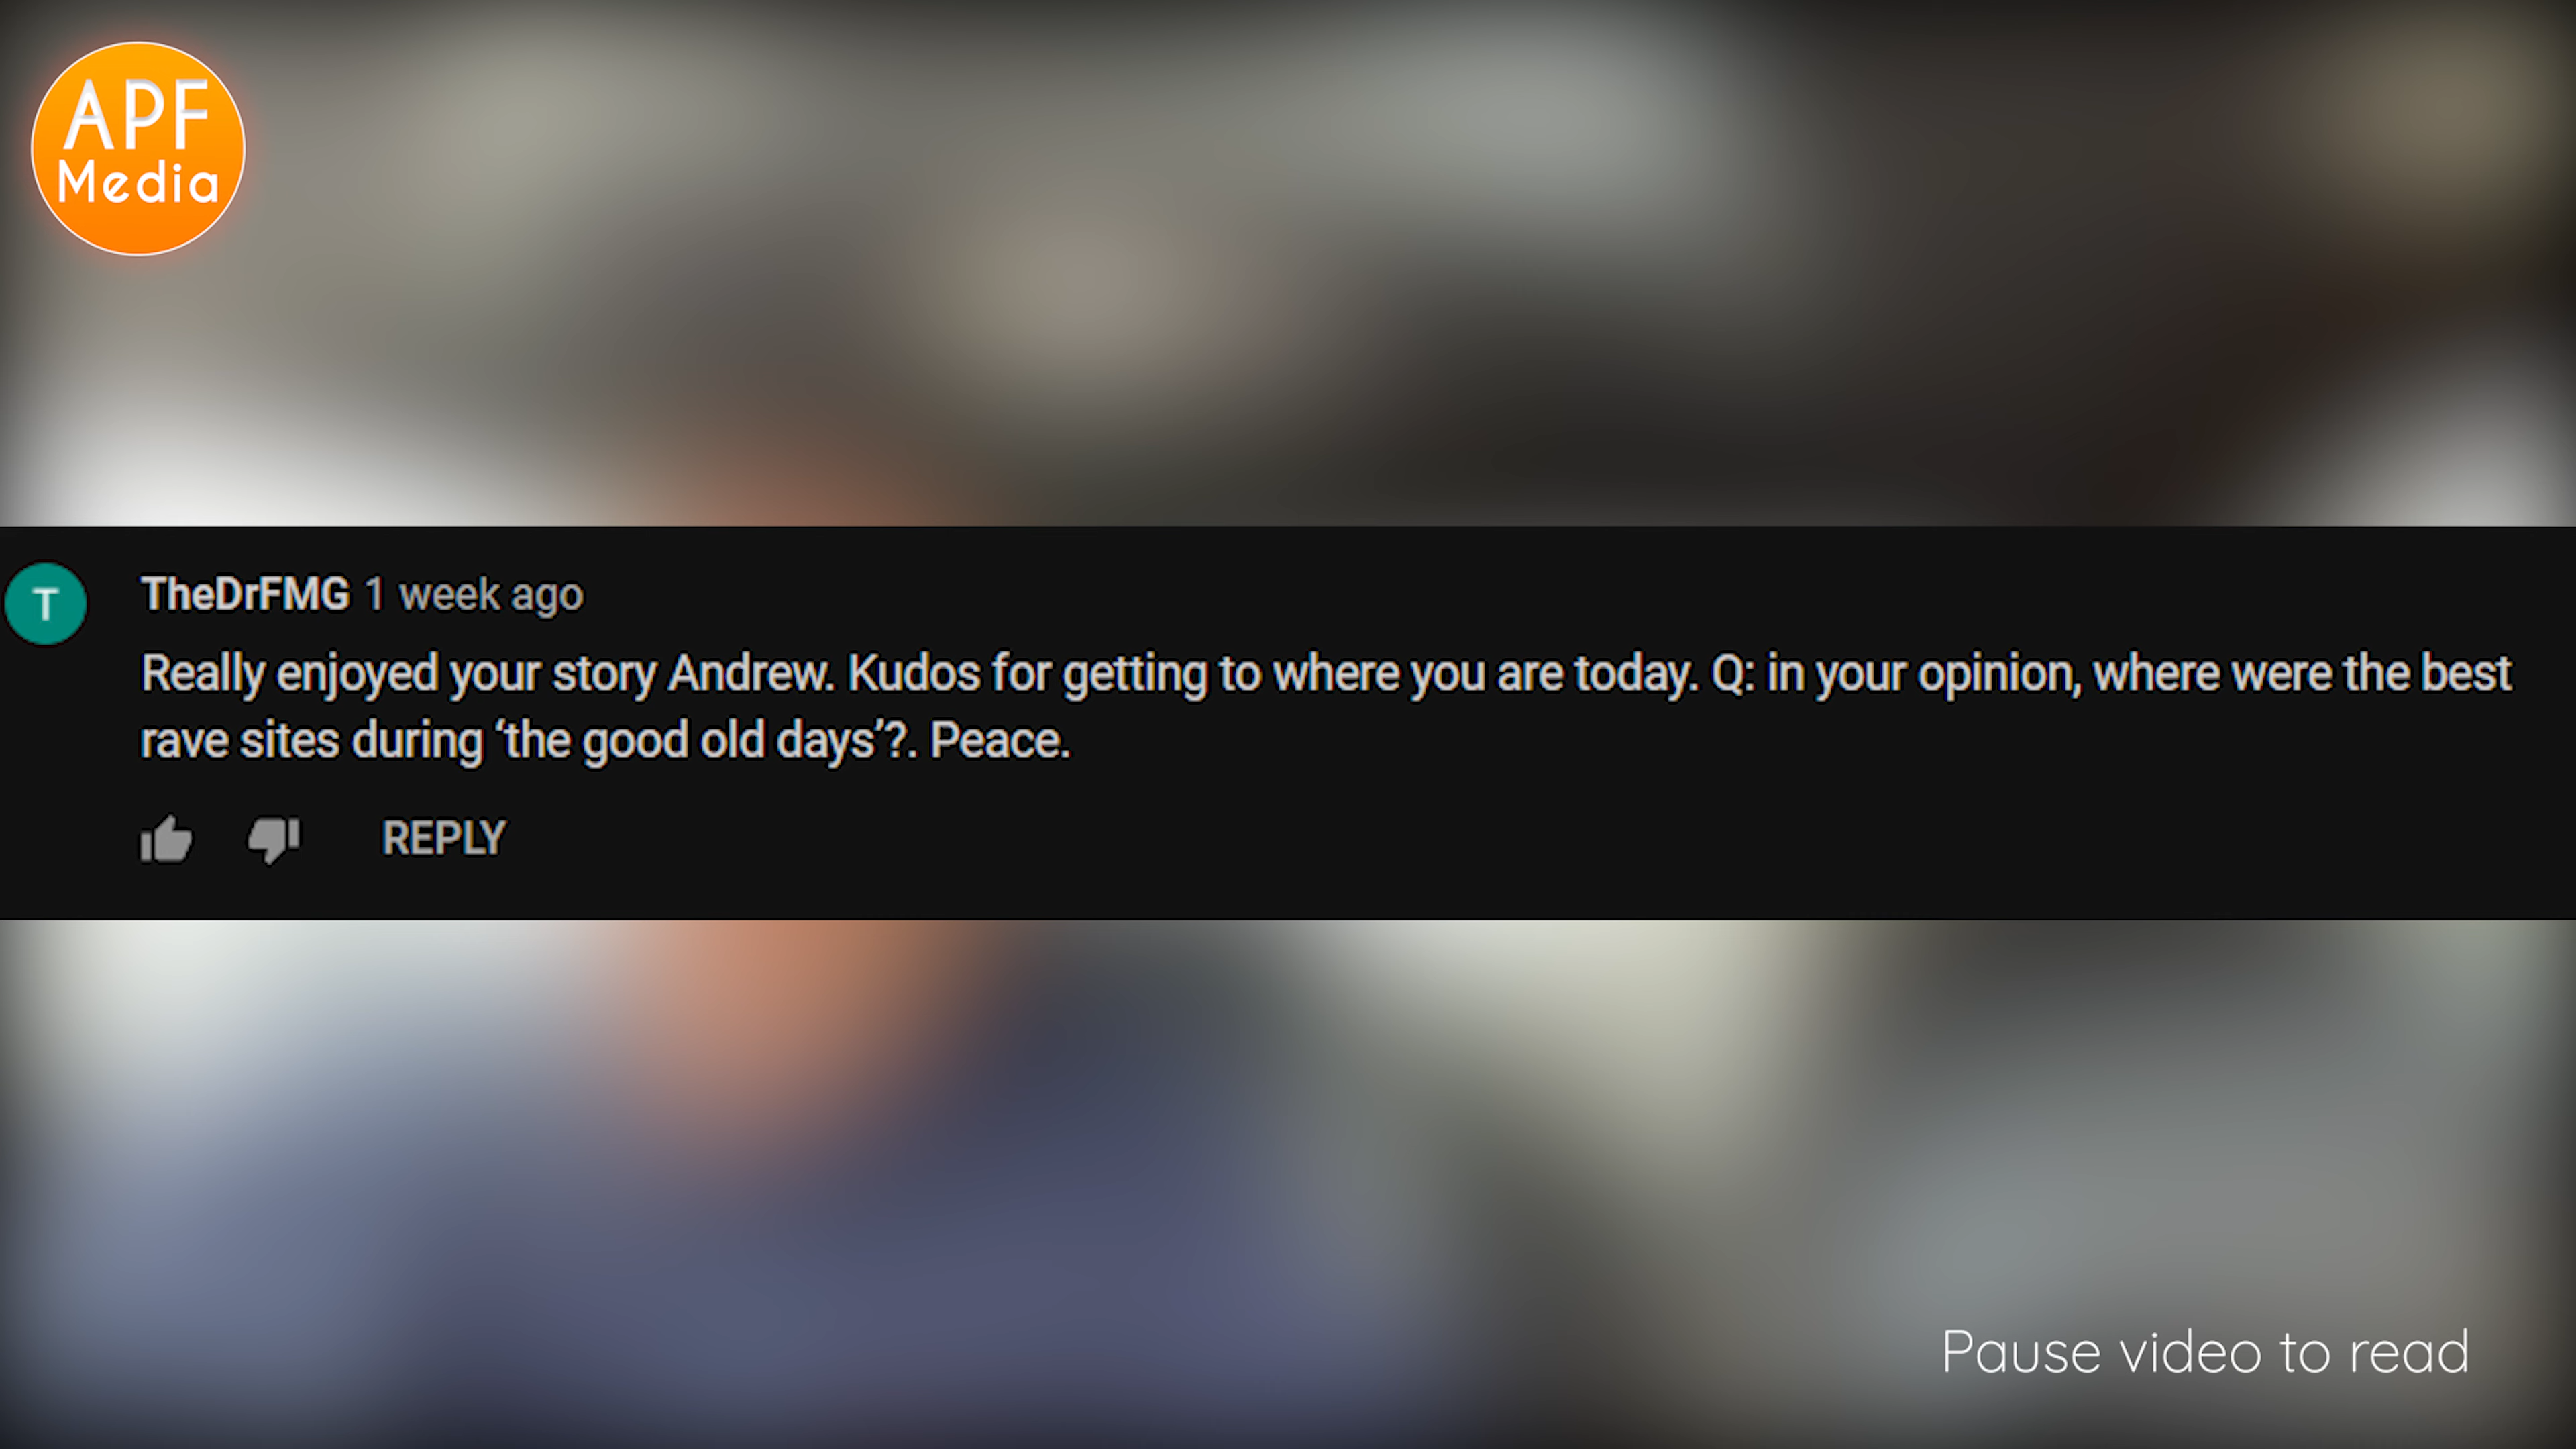 APF
Media
T
TheDrFMG 1 week ago
Really enjoyed your story Andrew. Kudos for getting to where you are today. Q: in your opinion, where were the best
rave sites during ‘the good old days’?. Peace.
REPLY
Pause video to read